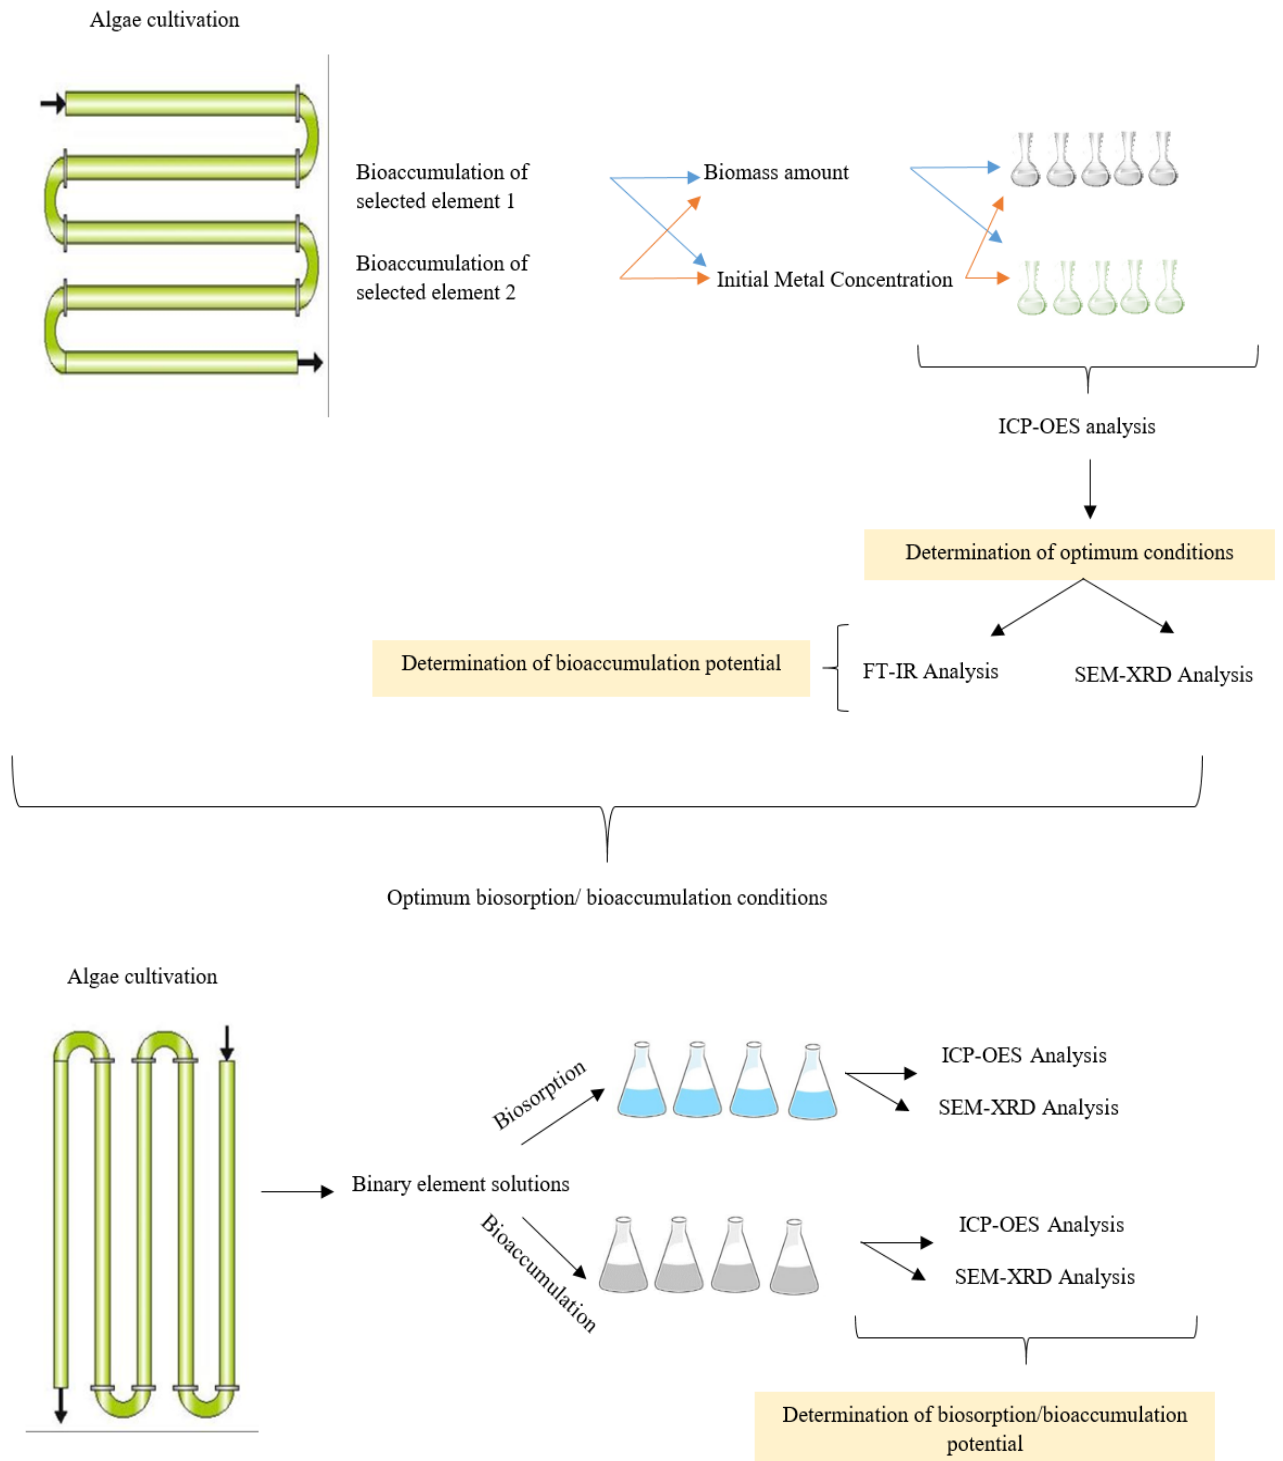 Algae cultivation
Bioaccumulation of
selected element 1
Biomass amount
Bioaccumulation of
selected element 2
Initial Metal Concentration
ICP-OES analysis
Determination of optimum conditions
Determination of bioaccumulation potential
FT-IR Analysis
SEM-XRD Analysis
Optimum biosorption/ bioaccumulation conditions
Algae cultivation
Biosorption
ICP-OES Analysis
SEM-XRD Analysis
Binary element solutions
Bioaccumulation
ICP-OES Analysis
SEM-XRD Analysis
Determination of biosorption/bioaccumulation
potential